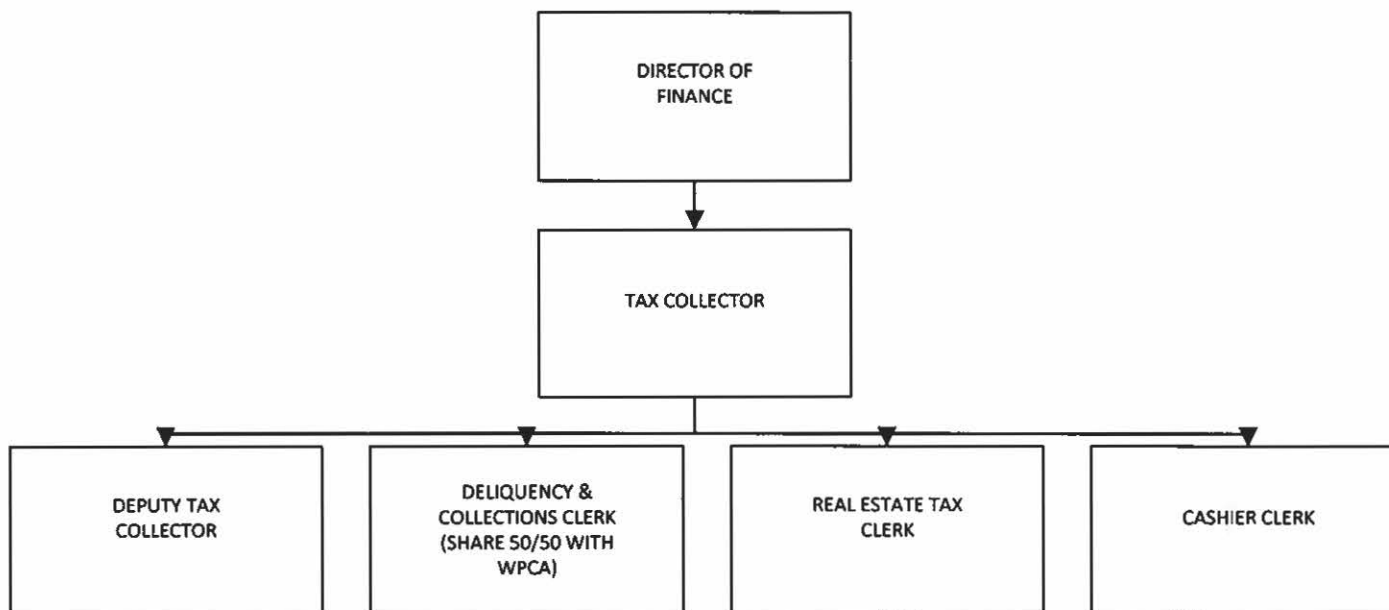 DIRECTOR OF
FINANCE
TAX COLLECTOR
DEPUTY TAX
COLLECTOR
DELIQUENCY &
COLLECTIONS CLERK
(SHARE 50/50 WITH
WPCA)
REAL ESTATE TAX
CLERK
CASHIER CLERK